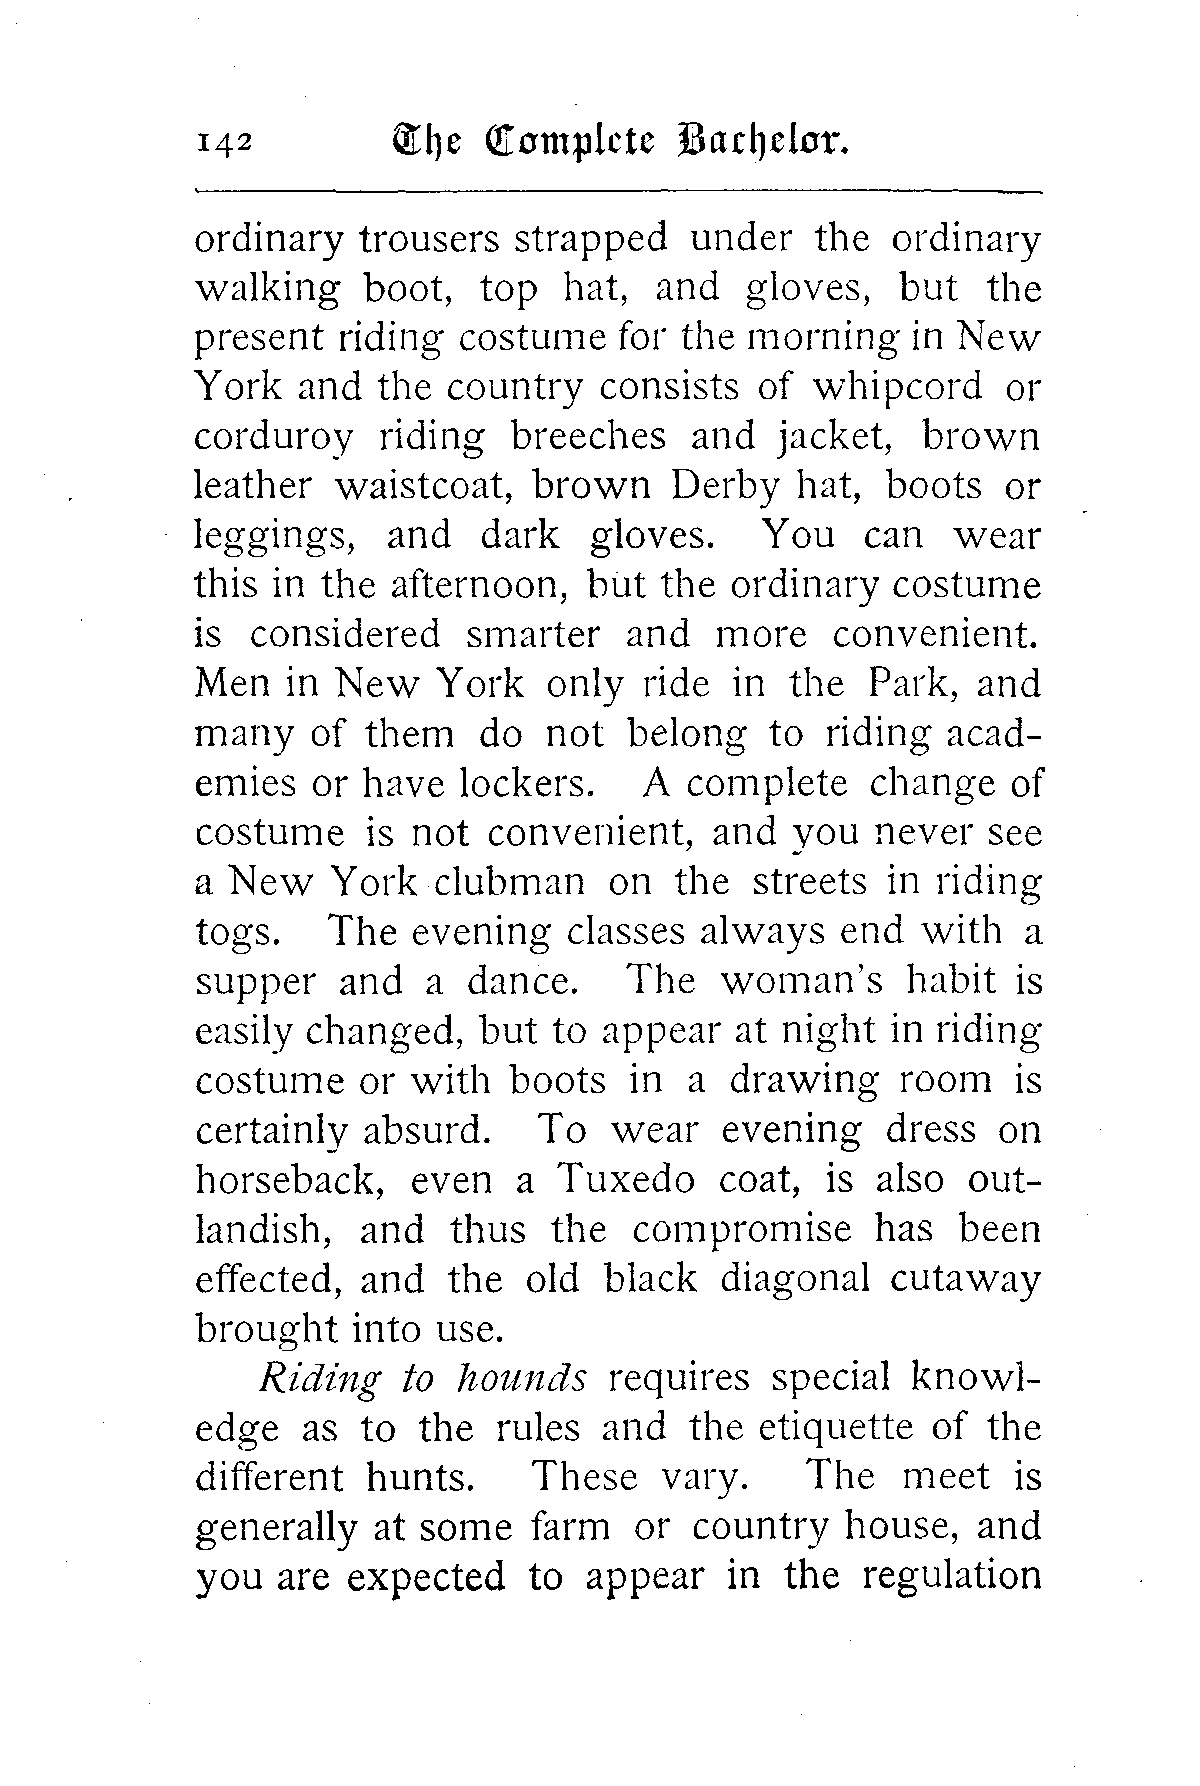 142 The Complete Bachelor.
ordinary trousers strapped under the ordinary
walking boot, top hat, and gloves, but the
present riding costume for the morning in New
York and the country consists of whipcord or
corduroy riding breeches and jacket, brown
leather waistcoat, brown Derby hat, boots or
leggings, and dark gloves. You can wear
this in the afternoon, but the ordinary costume
is considered smarter and more convenient.
Men in New York only ride in the Park, and
many of them do not belong to riding acad-
emies or have lockers. A complete change of
costume is not convenient, and you never see
a New York clubman on the streets in riding
togs. The evening classes always end with a
supper and a dance. The woman's habit is
easily changed, but to appear at night in riding
costume or with boots in a drawing room is
certainly absurd. To wear evening dress on
horseback, even a Tuxedo coat, is also out-
landish, and thus the compromise has been
effected, and the old black diagonal cutaway
brought into use.
Riding to hounds requires special knowl-
edge as to the rules and the etiquette of the
different hunts. These vary. The meet is
generally at some farm or country house, and
you are expected to appear in the regulation